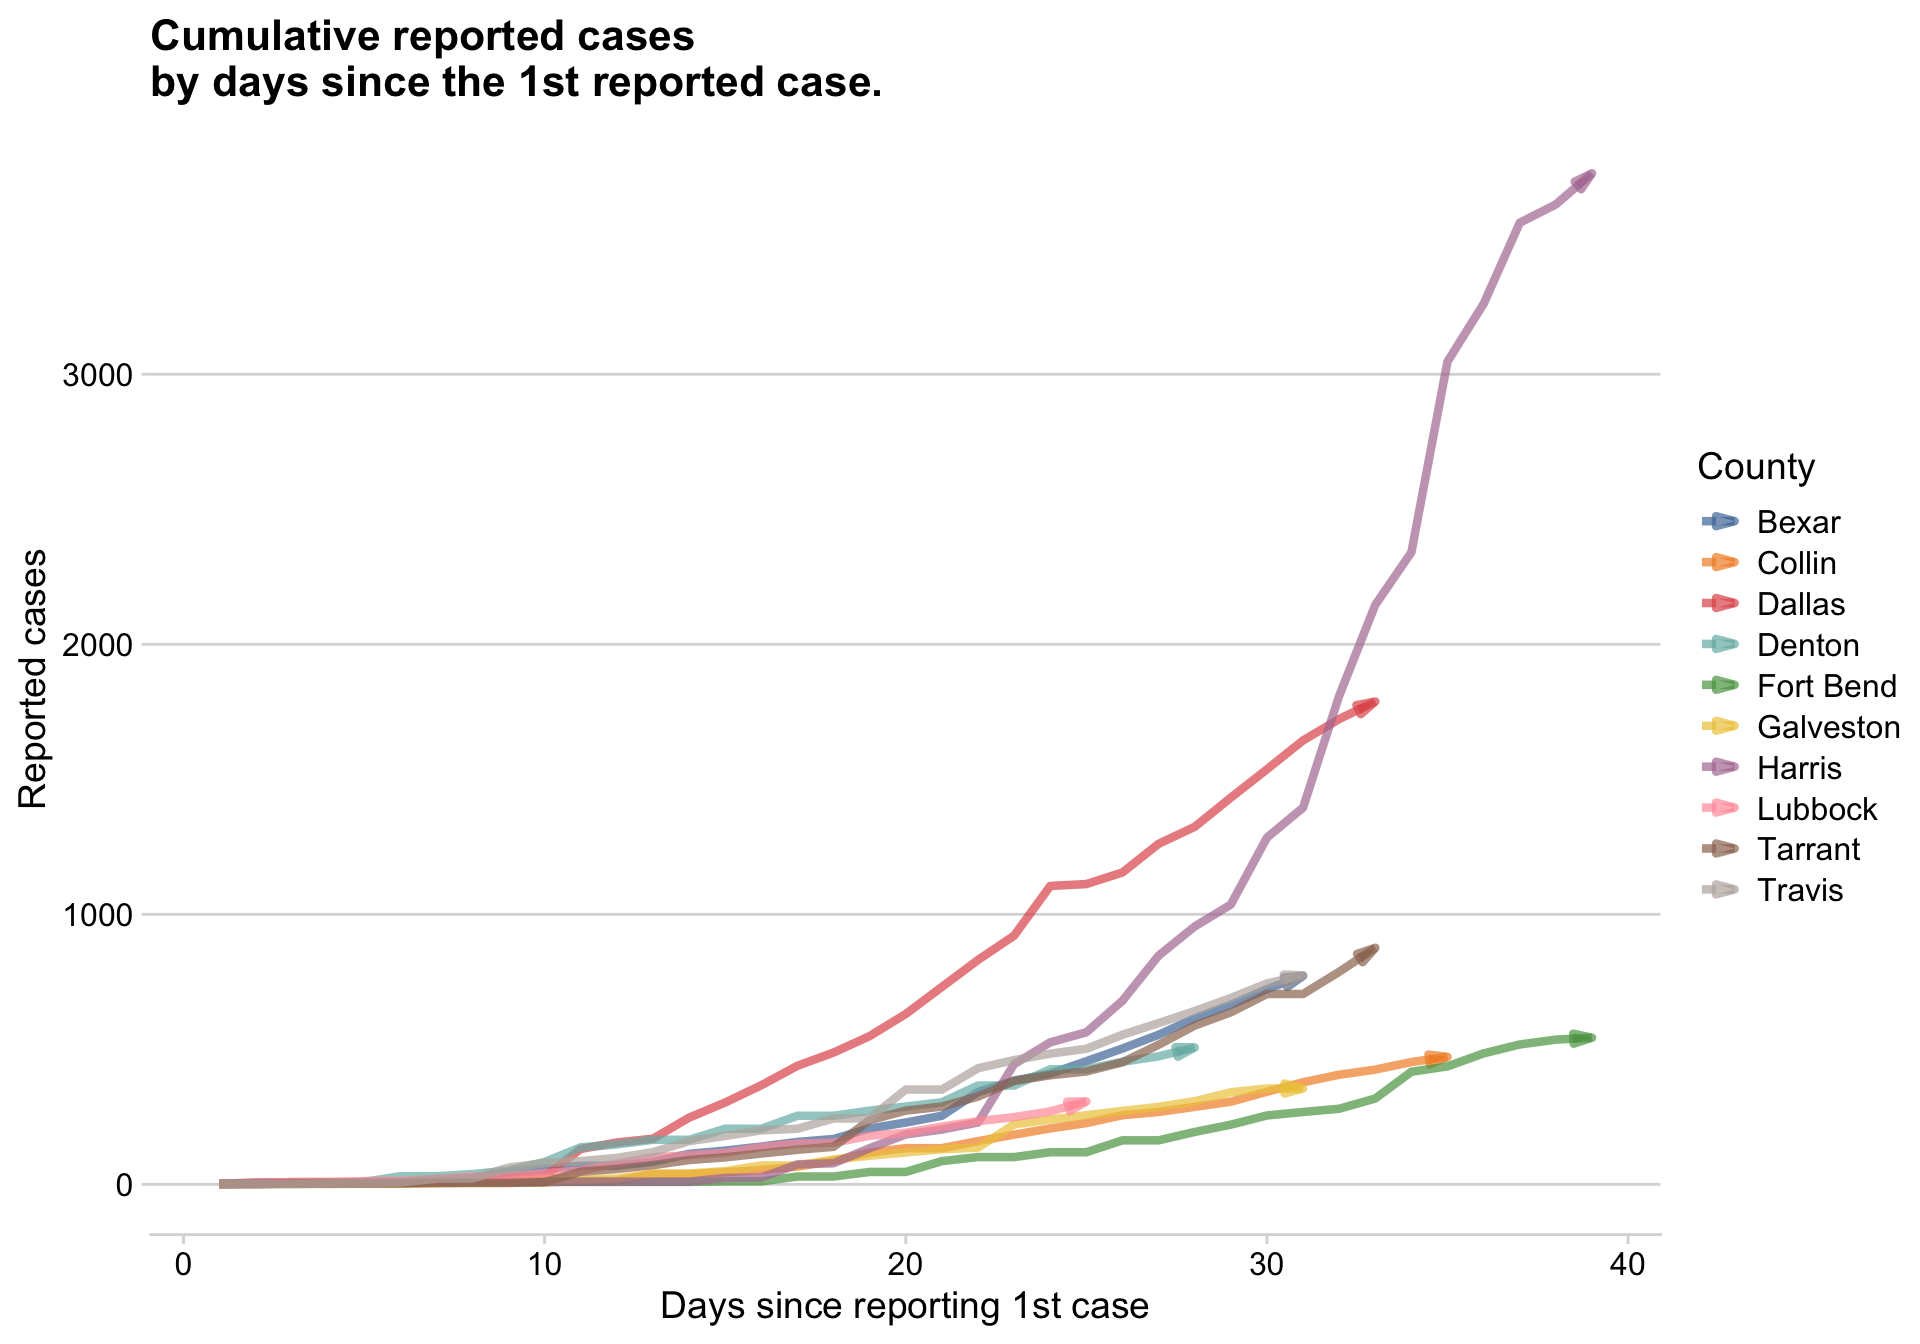 Cumulative reported cases
by days since the 1st reported case.
Reported cases
3000
2000
1000
0
0
10
20
30
40
Days since reporting 1st case
County
Bexar
Collin
Dallas
Denton
Fort Bend
Galveston
Harris
Lubbock
Tarrant
Travis